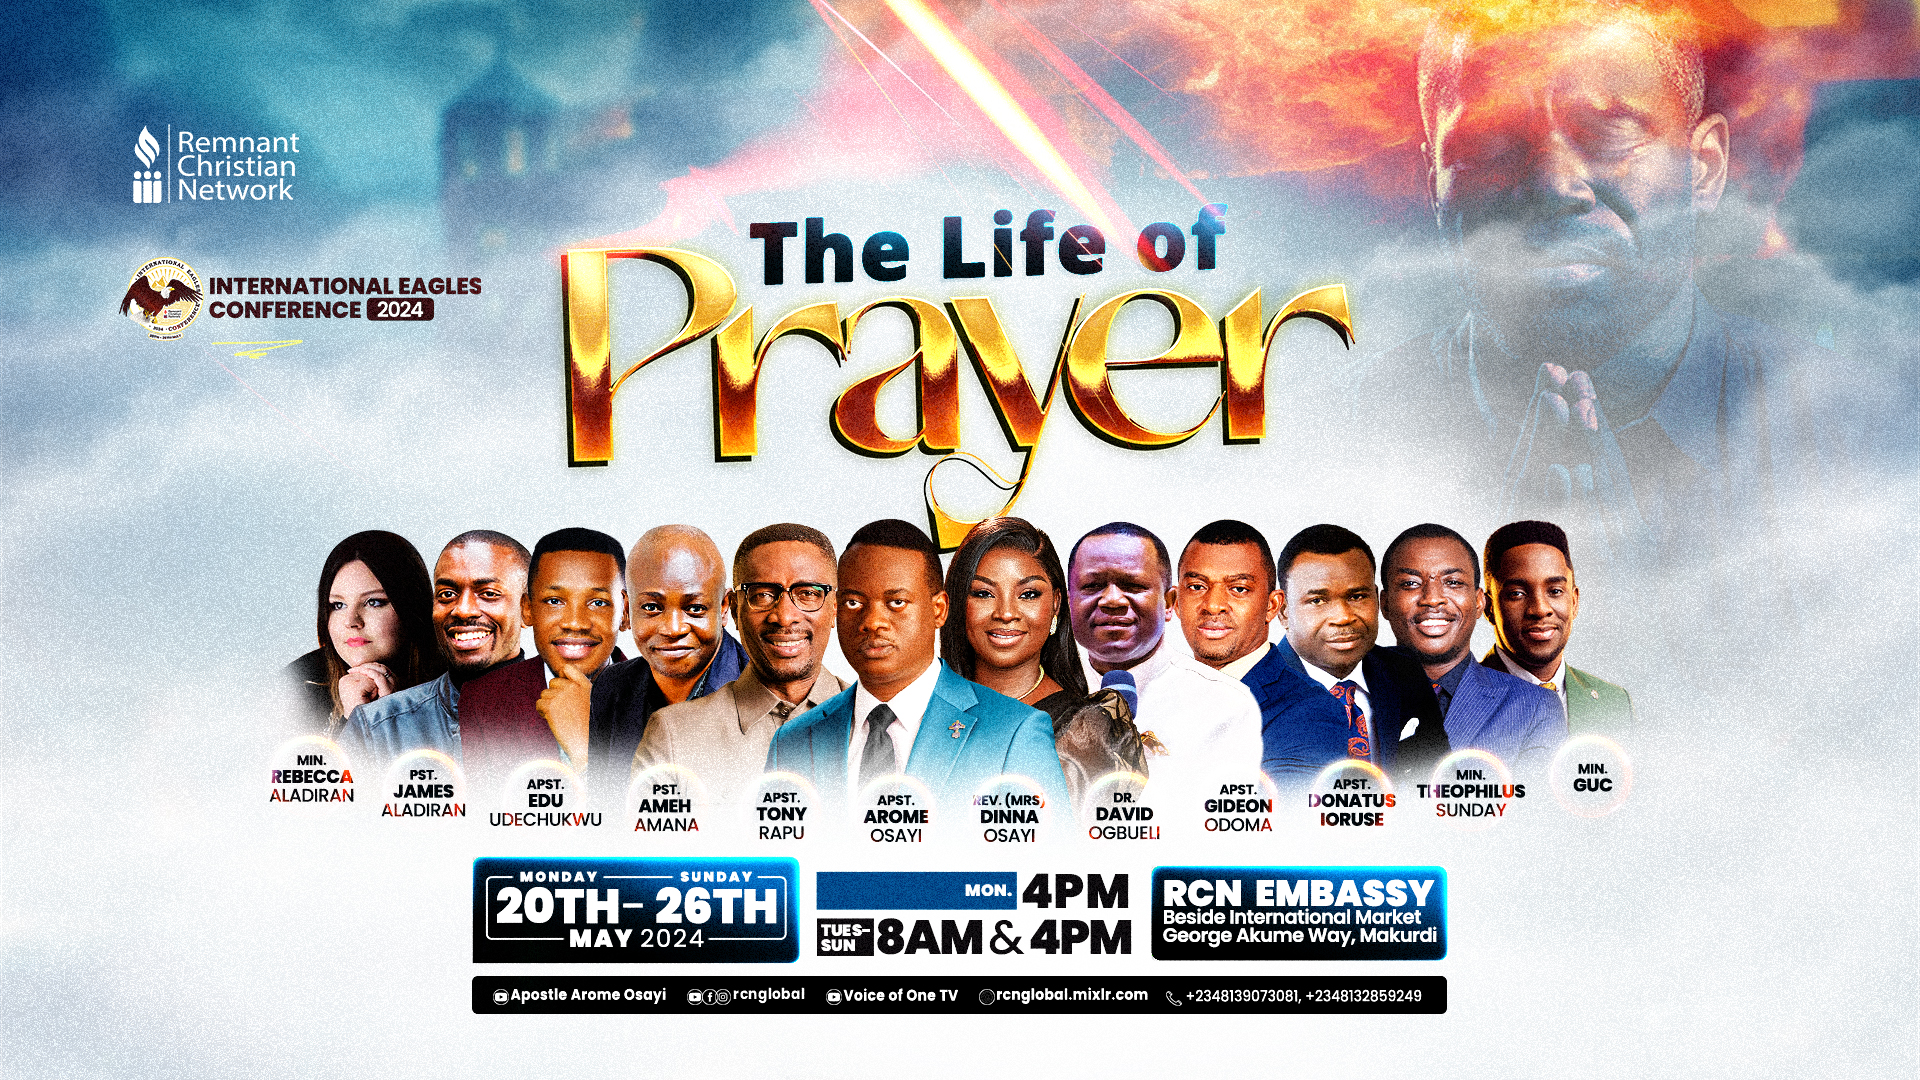 Remnant
Christian
Network
INTERNATIONAL EAGLES
CONFERENCE 2024
The Life of
Prayer
MIN.
REBECCA
ALADIRAN
PST.
JAMES
ALADIRAN
APST.
EDU
UDECHUKWU
PST.
AMEH
AMANA
APST.
TONY
RAPU
APST.
AROME
OSAYI
REV. (MRS)
DINNA
OSAYI
DR.
DAVID
OGBUELI
APST.
GIDEON
ODOMA
APST.
DONATUS
IORUSE
MIN.
THEOPHILUS
SUNDAY
MIN.
GUC
MONDAY SUNDAY
20TH - 26TH
MAY 2024
MON. 4PM
TUES-SUN 8AM & 4PM
RCN EMBASSY
Beside International Market
George Akume Way, Makurdi
Apostle Arome Osayi rcnglobal Voice of One TV rcnglobal.mixlr.com +2348139073081, +2348132859249